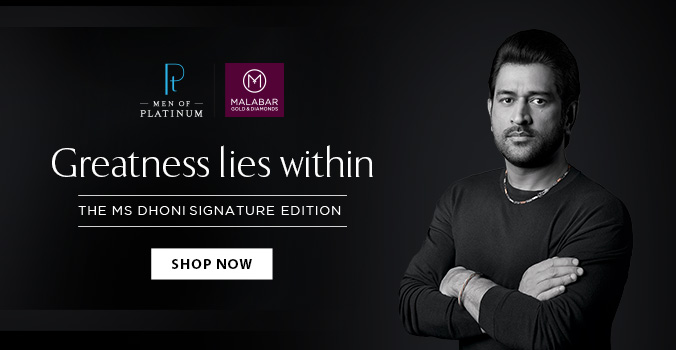 Pt
MEN OF
PLATINUM
M
MALABAR
GOLD & DIAMONDS
Greatness lies within
THE MS DHONI SIGNATURE EDITION
SHOP NOW